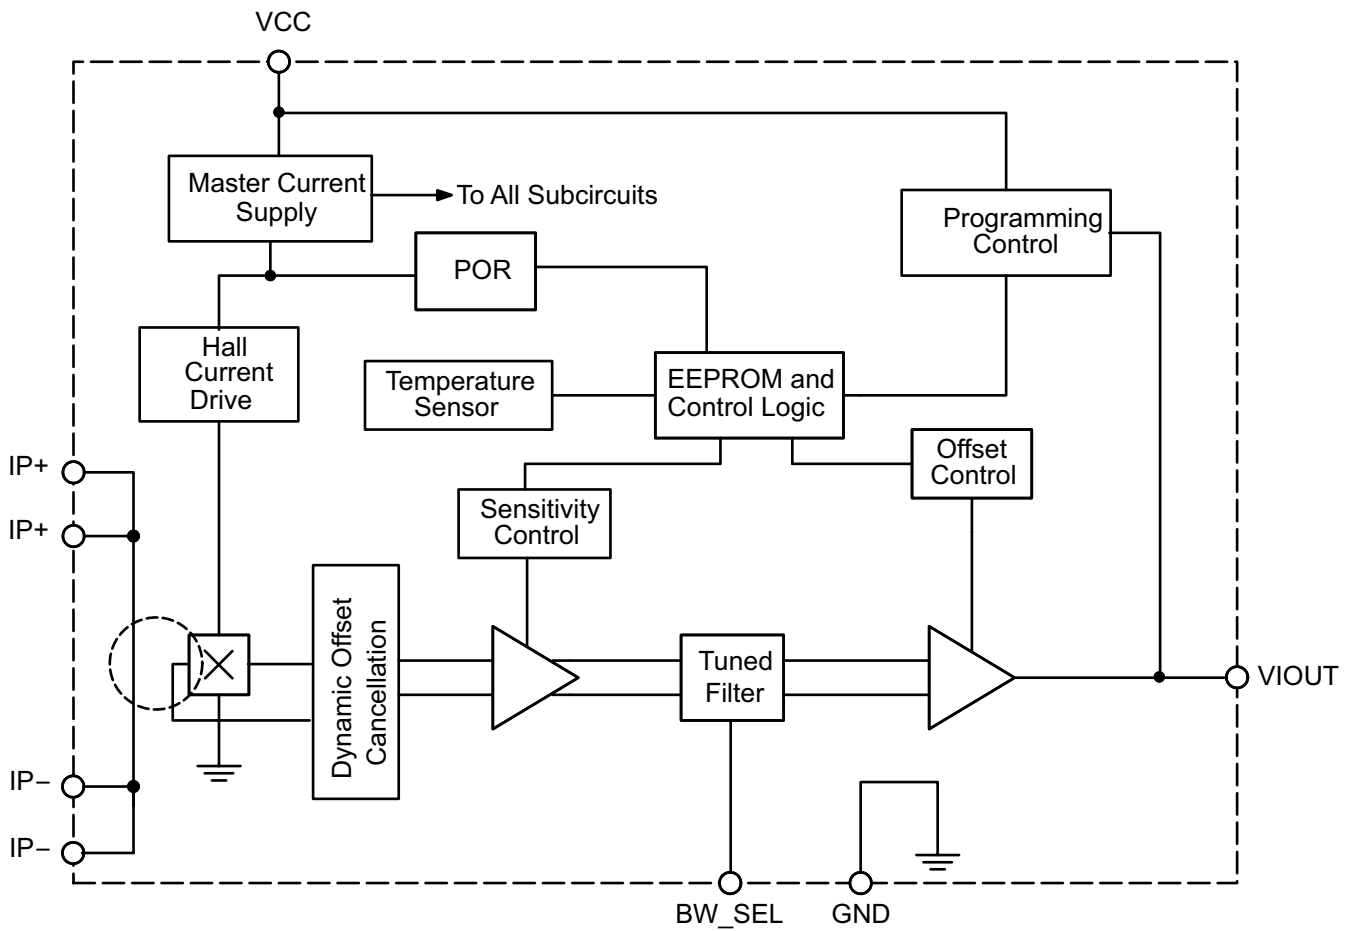 VCC
Master Current
Supply
To All Subcircuits
Programming
Control
POR
Hall
Current
Drive
Temperature
Sensor
EEPROM and
Control Logic
Offset
Control
IP+
IP+
Sensitivity
Control
Dynamic Offset
Cancellation
Tuned
Filter
VIOUT
IP−
IP−
BW_SEL
GND